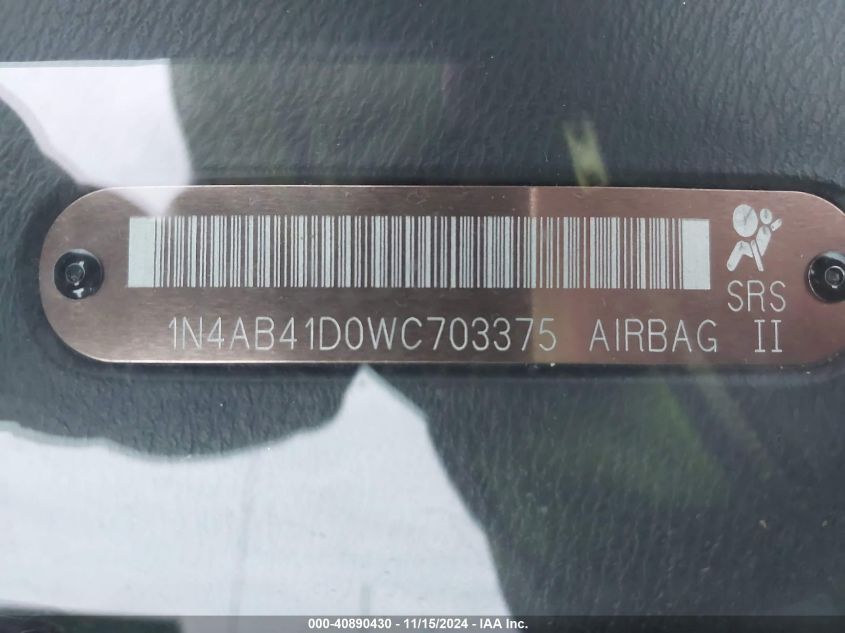 SRS
1N4AB41D0WC703375 AIRBAG II
000-40890430 - 11/15/2024 - IAA Inc.